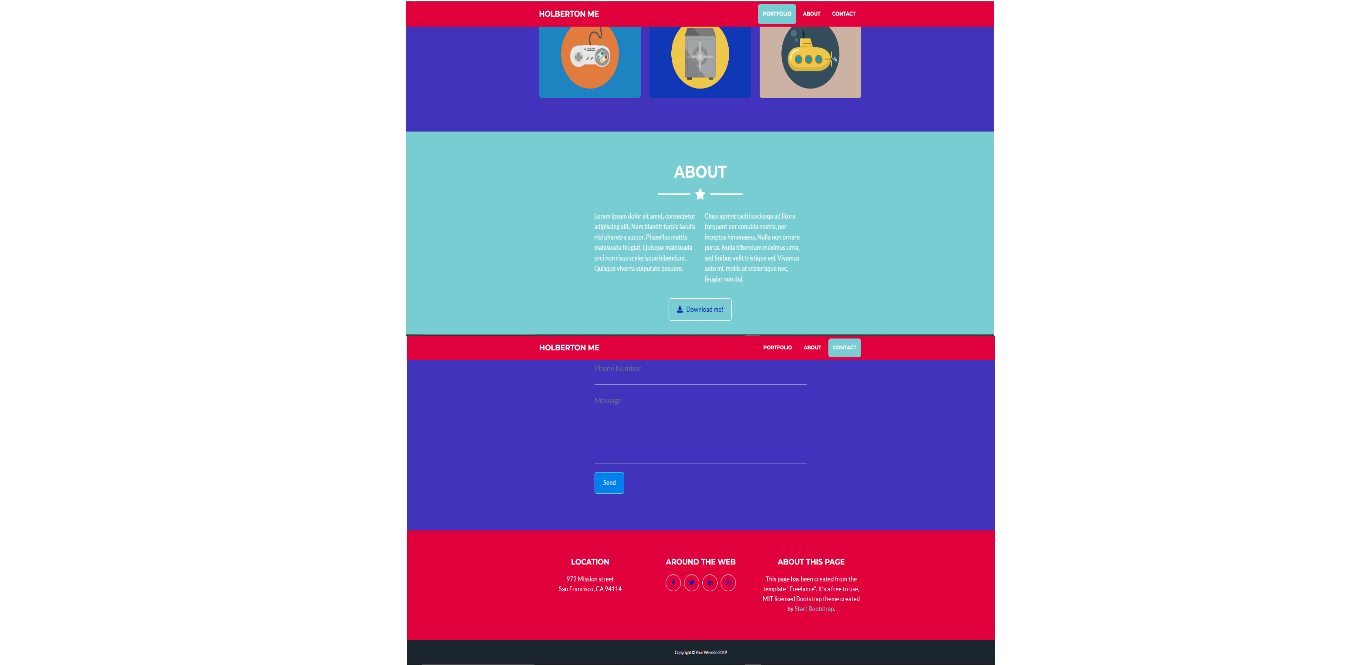 HOLBERTON ME
PORTFOLIO
ABOUT
CONTACT
ABOUT
Lorem ipsum dolor sit amet, consectetur
adipiscing elit. Nam blandit turpis iaculis
nisl pharetra auctor. Phasellus mattis
malesuada feugiat. Quisque malesuada
orci non risus scelerisque bibendum.
Quisque viverra vulputate posuere.
Class aptent taciti sociosqu ad litora
torquent per conubia nostra, per
inceptos himenaeos. Nulla non ornare
purus. Nulla bibendum maximus urna,
sed finibus velit tristique vel. Vivamus
ante mi, mollis at scelerisque nec,
feugiat non dui.
Download me!
HOLBERTON ME
PORTFOLIO
ABOUT
CONTACT
Phone Number
Message
Send
LOCATION
972 Mission street
San Francisco, CA 94114
AROUND THE WEB
ABOUT THIS PAGE
This page has been created from the
template "Freelance". It's a free to use,
MIT licensed Bootstrap theme created
by Start Bootstrap.
Copyright © Your Website 2019